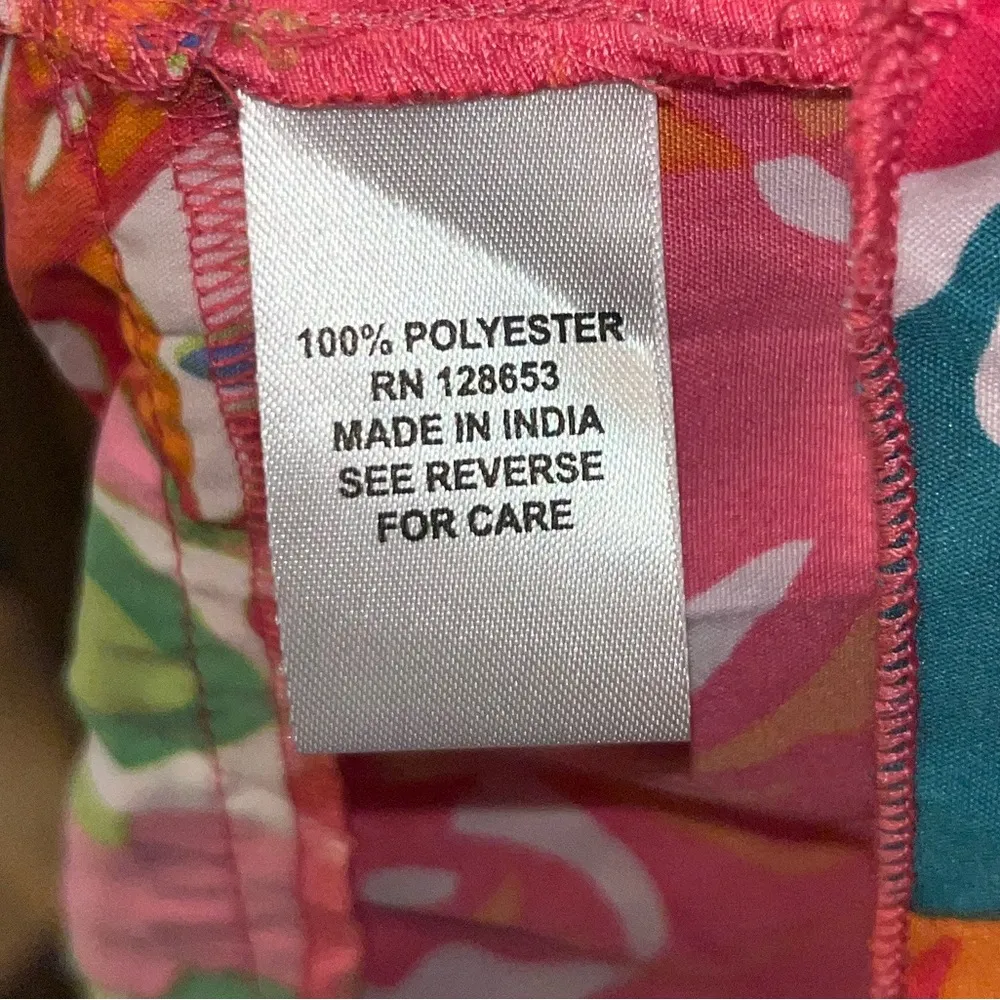 100% POLYESTER
RN 128653
MADE IN INDIA
SEE REVERSE
FOR CARE